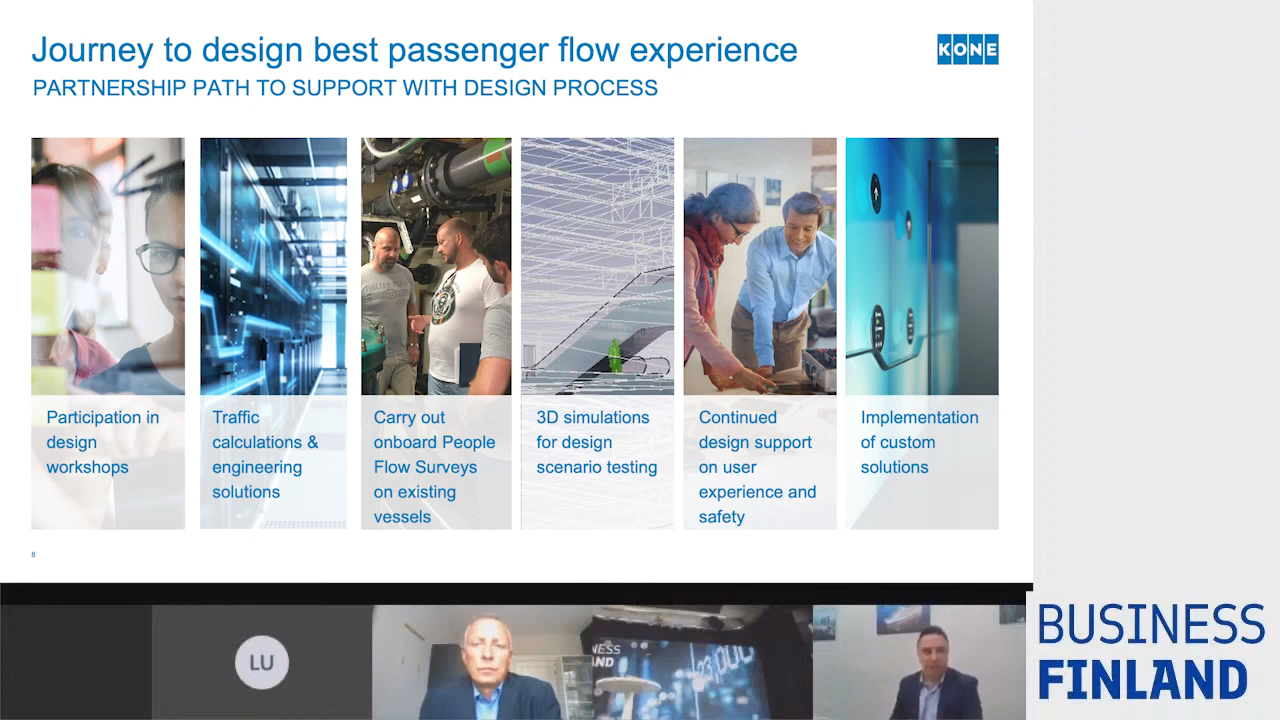 Journey to design best passenger flow experience
KONE
PARTNERSHIP PATH TO SUPPORT WITH DESIGN PROCESS
Participation in
design
workshops
Traffic
calculations &
engineering
solutions
Carry out
onboard People
Flow Surveys
on existing
vessels
3D simulations
for design
scenario testing
Continued
design support
on user
experience and
safety
Implementation
of custom
solutions
8
LU
NESS
AND
BUSINESS
FINLAND